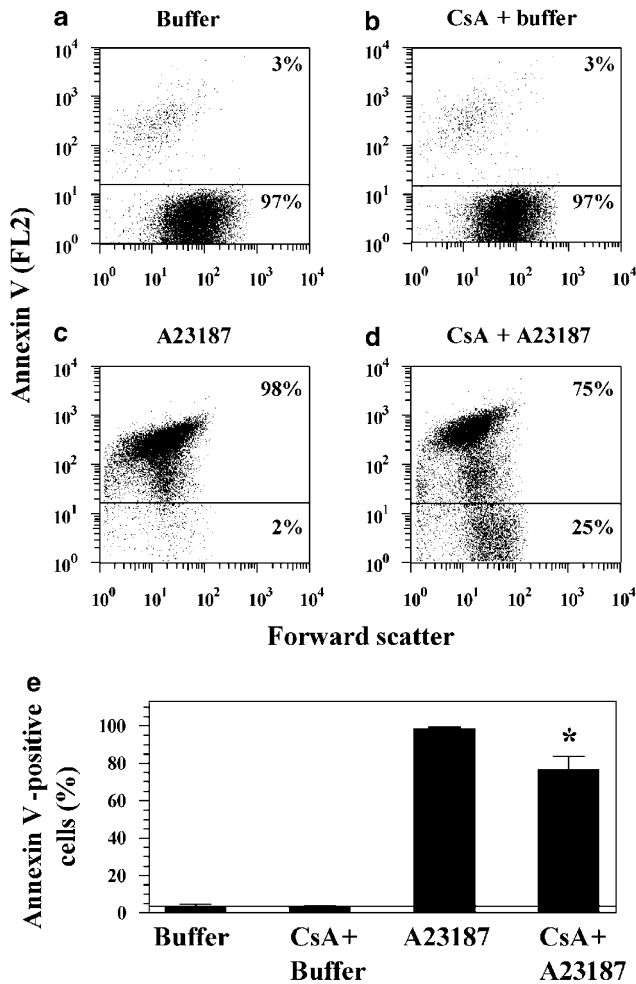 a Buffer
b CsA + buffer
10⁴
10³
10²
10¹
10⁰
3%
97%
10⁰ 10¹ 10² 10³ 10⁴
10⁴
10³
10²
10¹
10⁰
3%
97%
10⁰ 10¹ 10² 10³ 10⁴
Annexin V (FL2)
c A23187
d CsA + A23187
10⁴
10³
10²
10¹
10⁰
98%
2%
10⁰ 10¹ 10² 10³ 10⁴
10⁴
10³
10²
10¹
10⁰
75%
25%
10⁰ 10¹ 10² 10³ 10⁴
Forward scatter
e
Annexin V -positive
cells (%)
100
80
60
40
20
0
*
Buffer CsA + A23187 CsA +
Buffer A23187